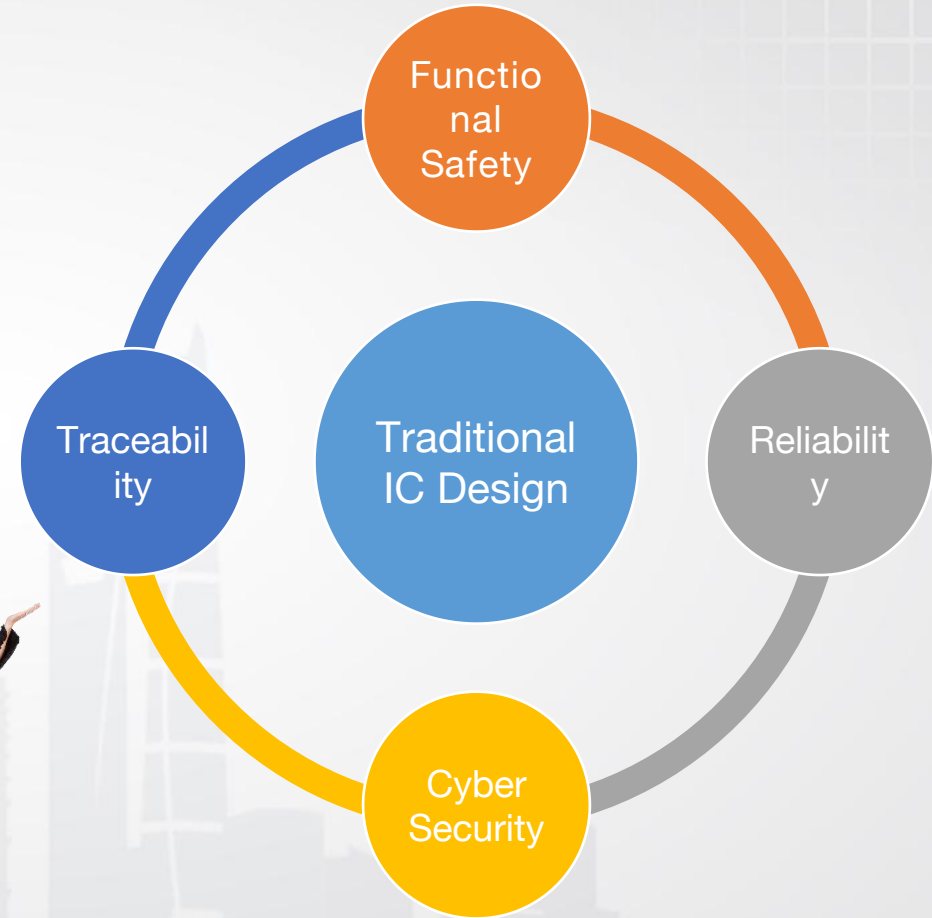 Functio
nal
Safety
Traceabil
ity
Traditional
IC Design
Reliabilit
y
Cyber
Security